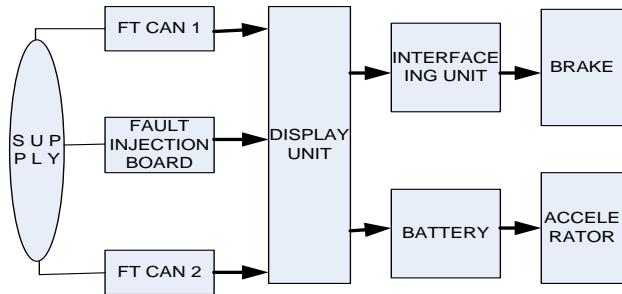 S U P
P L Y
FT CAN 1
FAULT
INJECTION
BOARD
FT CAN 2
DISPLAY
UNIT
INTERFACE
ING UNIT
BRAKE
BATTERY
ACCELE
RATOR